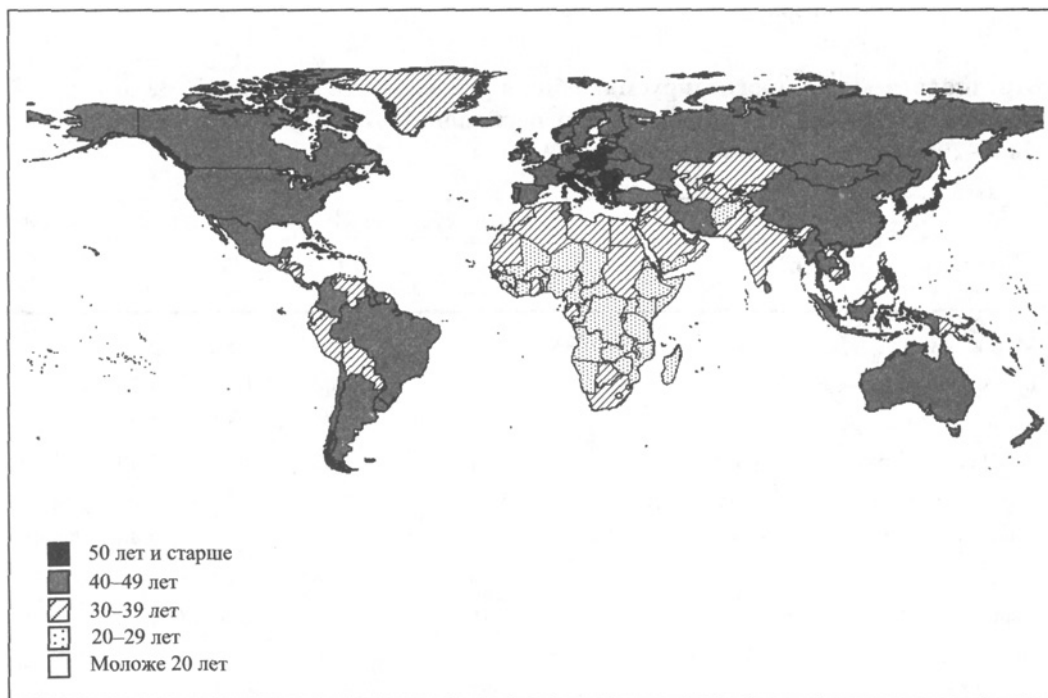 50 лет и старше
40–49 лет
30–39 лет
20–29 лет
Моложе 20 лет